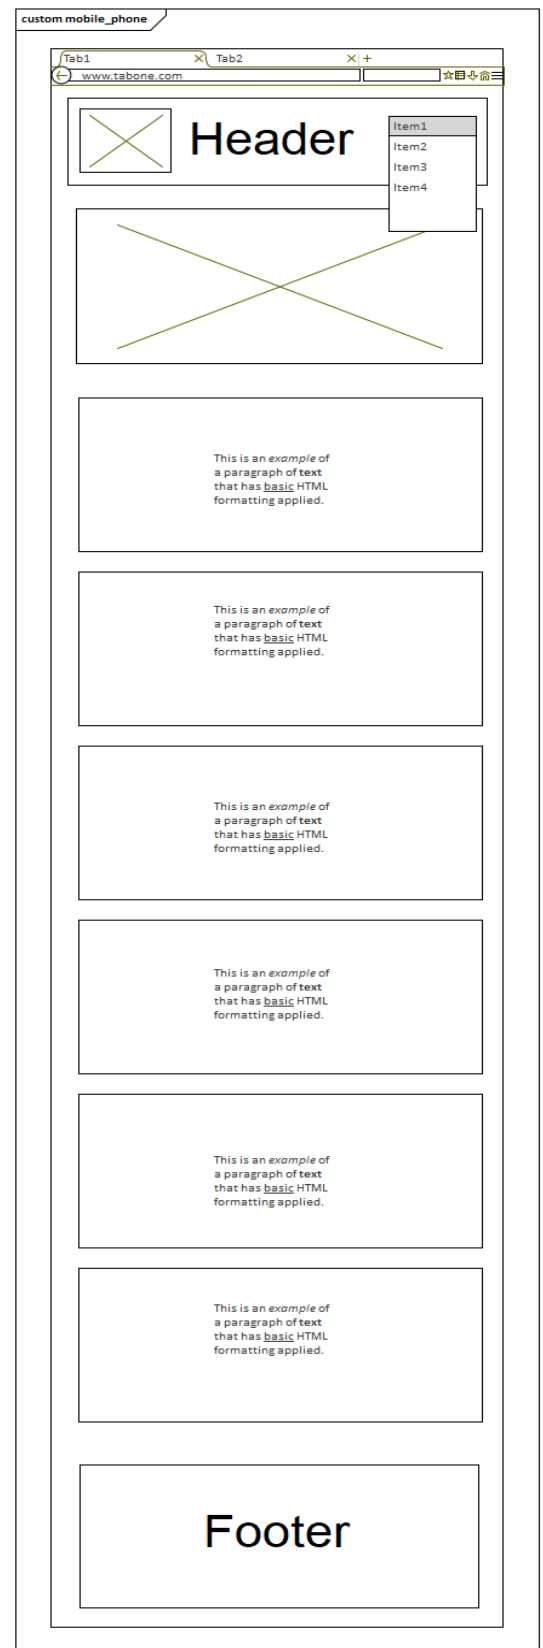 custom mobile_phone
Tab1
Tab2
www.tabone.com
Header
Item1
Item2
Item3
Item4
This is an example of
a paragraph of text
that has basic HTML
formatting applied.
This is an example of
a paragraph of text
that has basic HTML
formatting applied.
This is an example of
a paragraph of text
that has basic HTML
formatting applied.
This is an example of
a paragraph of text
that has basic HTML
formatting applied.
This is an example of
a paragraph of text
that has basic HTML
formatting applied.
This is an example of
a paragraph of text
that has basic HTML
formatting applied.
Footer